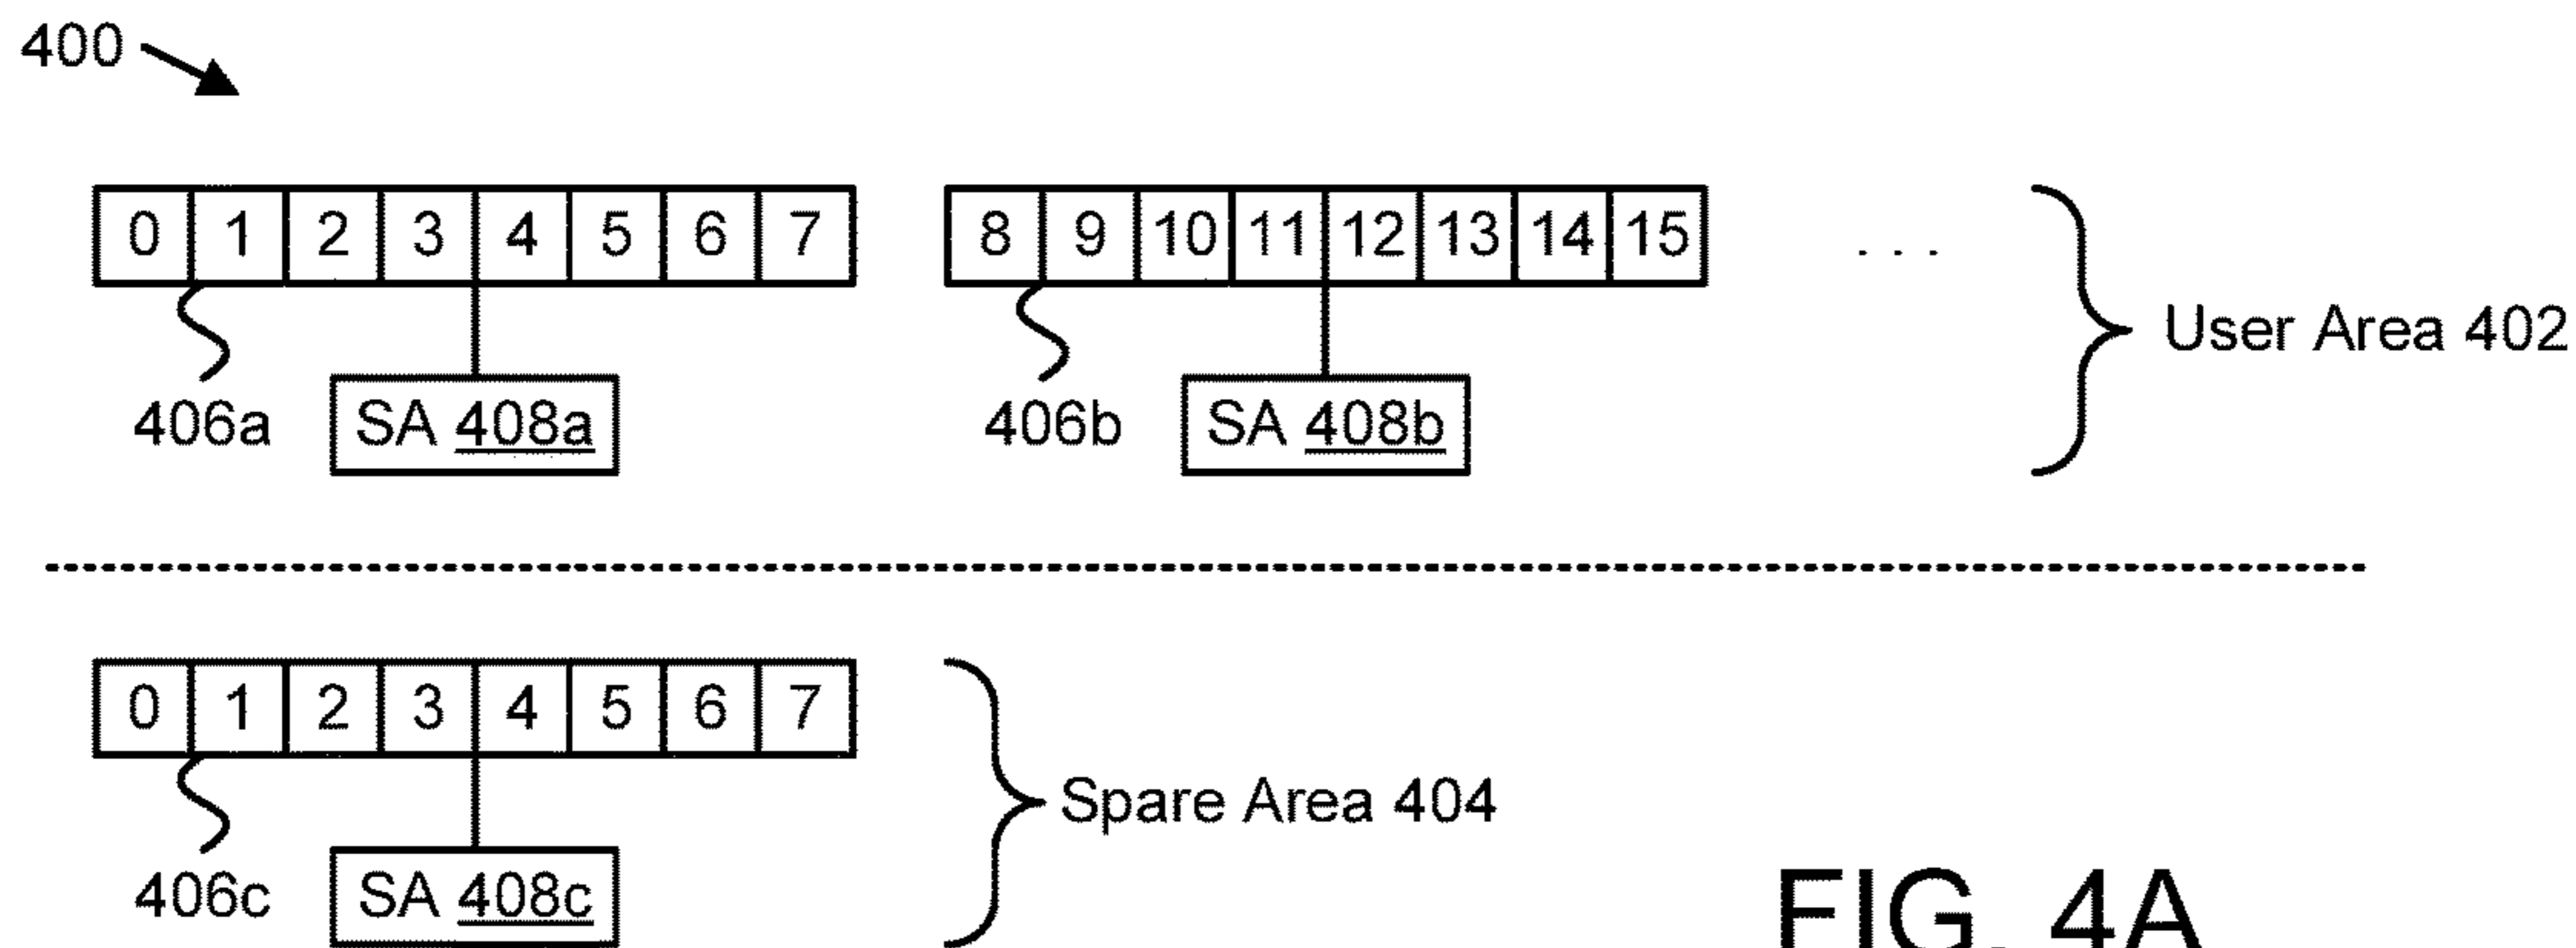 400
0 1 2 3 4 5 6 7 8 9 10 11 12 13 14 15 . . .
User Area 402
406a SA 408a 406b SA 408b
0 1 2 3 4 5 6 7
Spare Area 404
406c SA 408c
FIG. 4A